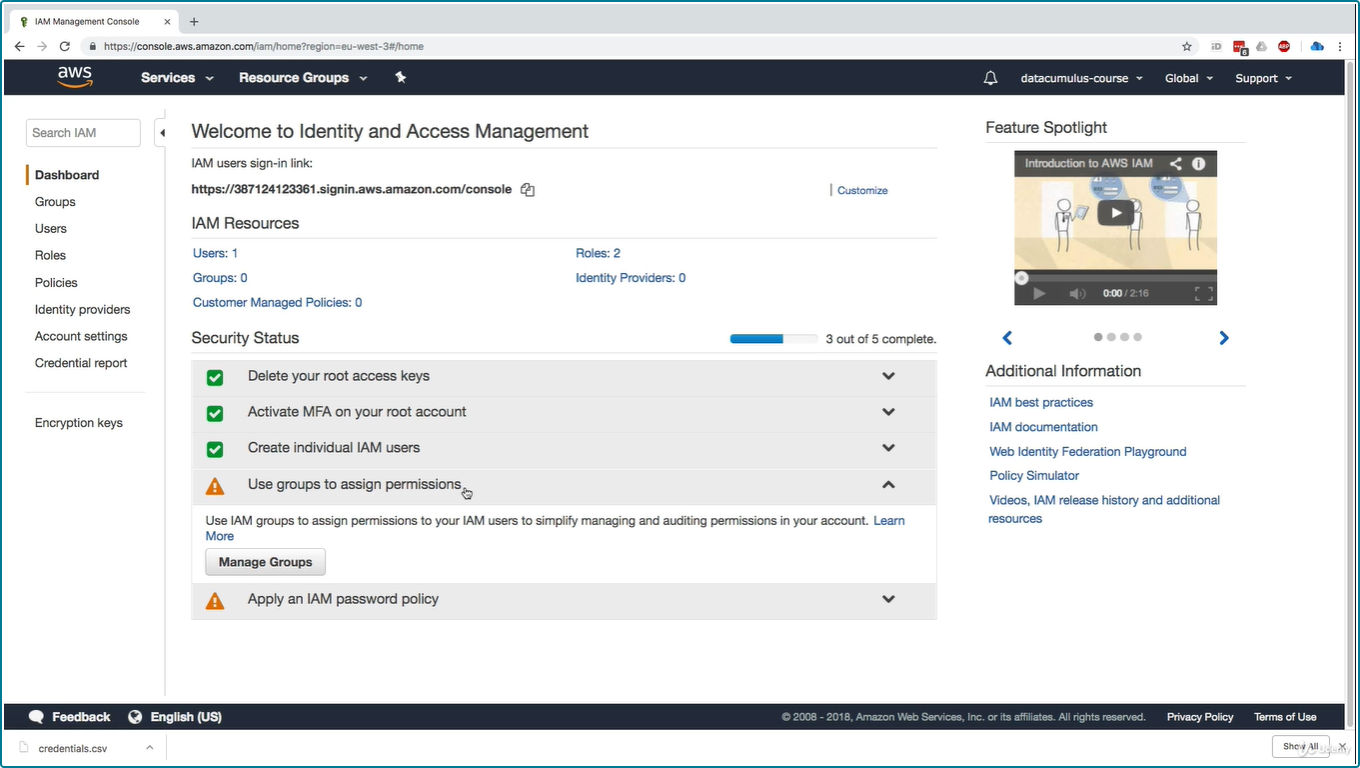 IAM Management Console
https://console.aws.amazon.com/iam/home?region=eu-west-3#/home
iD
6
ABP
aws
Services
Resource Groups
datacumulus-course
Global
Support
Search IAM
Dashboard
Groups
Users
Roles
Policies
Identity providers
Account settings
Credential report
Encryption keys
Welcome to Identity and Access Management
IAM users sign-in link:
https://387124123361.signin.aws.amazon.com/console
Customize
IAM Resources
Users: 1
Roles: 2
Groups: 0
Identity Providers: 0
Customer Managed Policies: 0
Security Status
3 out of 5 complete.
Delete your root access keys
Activate MFA on your root account
Create individual IAM users
Use groups to assign permissions
Use IAM groups to assign permissions to your IAM users to simplify managing and auditing permissions in your account. Learn
More
Manage Groups
Apply an IAM password policy
Feature Spotlight
Introduction to AWS IAM
0:00 / 2:16
Additional Information
IAM best practices
IAM documentation
Web Identity Federation Playground
Policy Simulator
Videos, IAM release history and additional
resources
Feedback
English (US)
© 2008 - 2018, Amazon Web Services, Inc. or its affiliates. All rights reserved.
Privacy Policy
Terms of Use
credentials.csv
Show All
Udemy